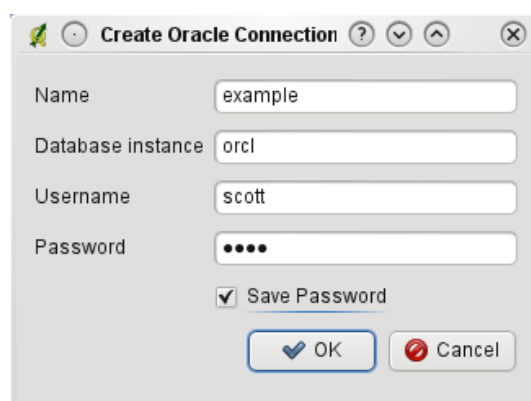 Create Oracle Connection
Name example
Database instance orcl
Username scott
Password ••••
Save Password
OK Cancel